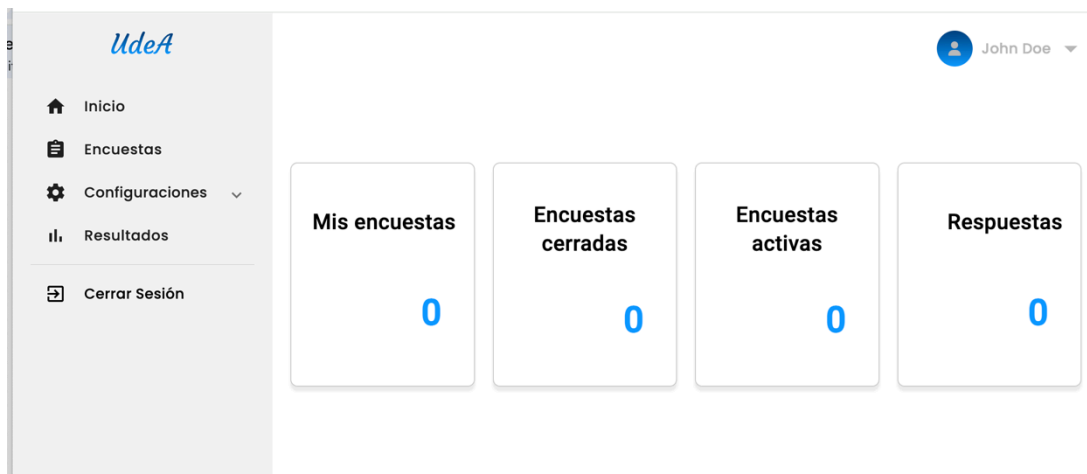 UdeA
John Doe
Inicio
Encuestas
Configuraciones
Resultados
Cerrar Sesión
Mis encuestas
0
Encuestas
cerradas
0
Encuestas
activas
0
Respuestas
0